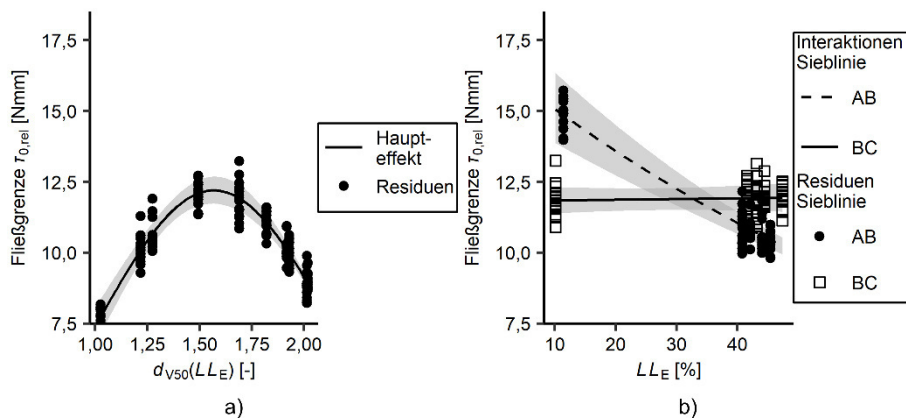 Fließgrenze τ0,rel [Nmm]
17,5
15,0
12,5
10,0
7,5
1,00 1,25 1,50 1,75 2,00
dV50(LLE) [-]
Haupt-
effekt
Residuen
a)
Fließgrenze τ0,rel [Nmm]
17,5
15,0
12,5
10,0
7,5
10 20 30 40
LLE [%]
Interaktionen
Sieblinie
AB
BC
Residuen
Sieblinie
AB
BC
b)